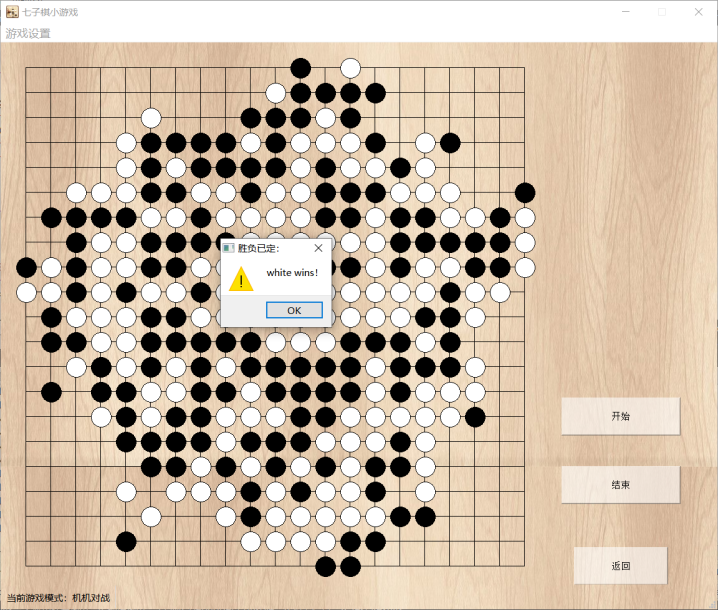 七子棋小游戏
游戏设置
胜负已定:
white wins!
OK
开始
结束
返回
当前游戏模式: 机机对战